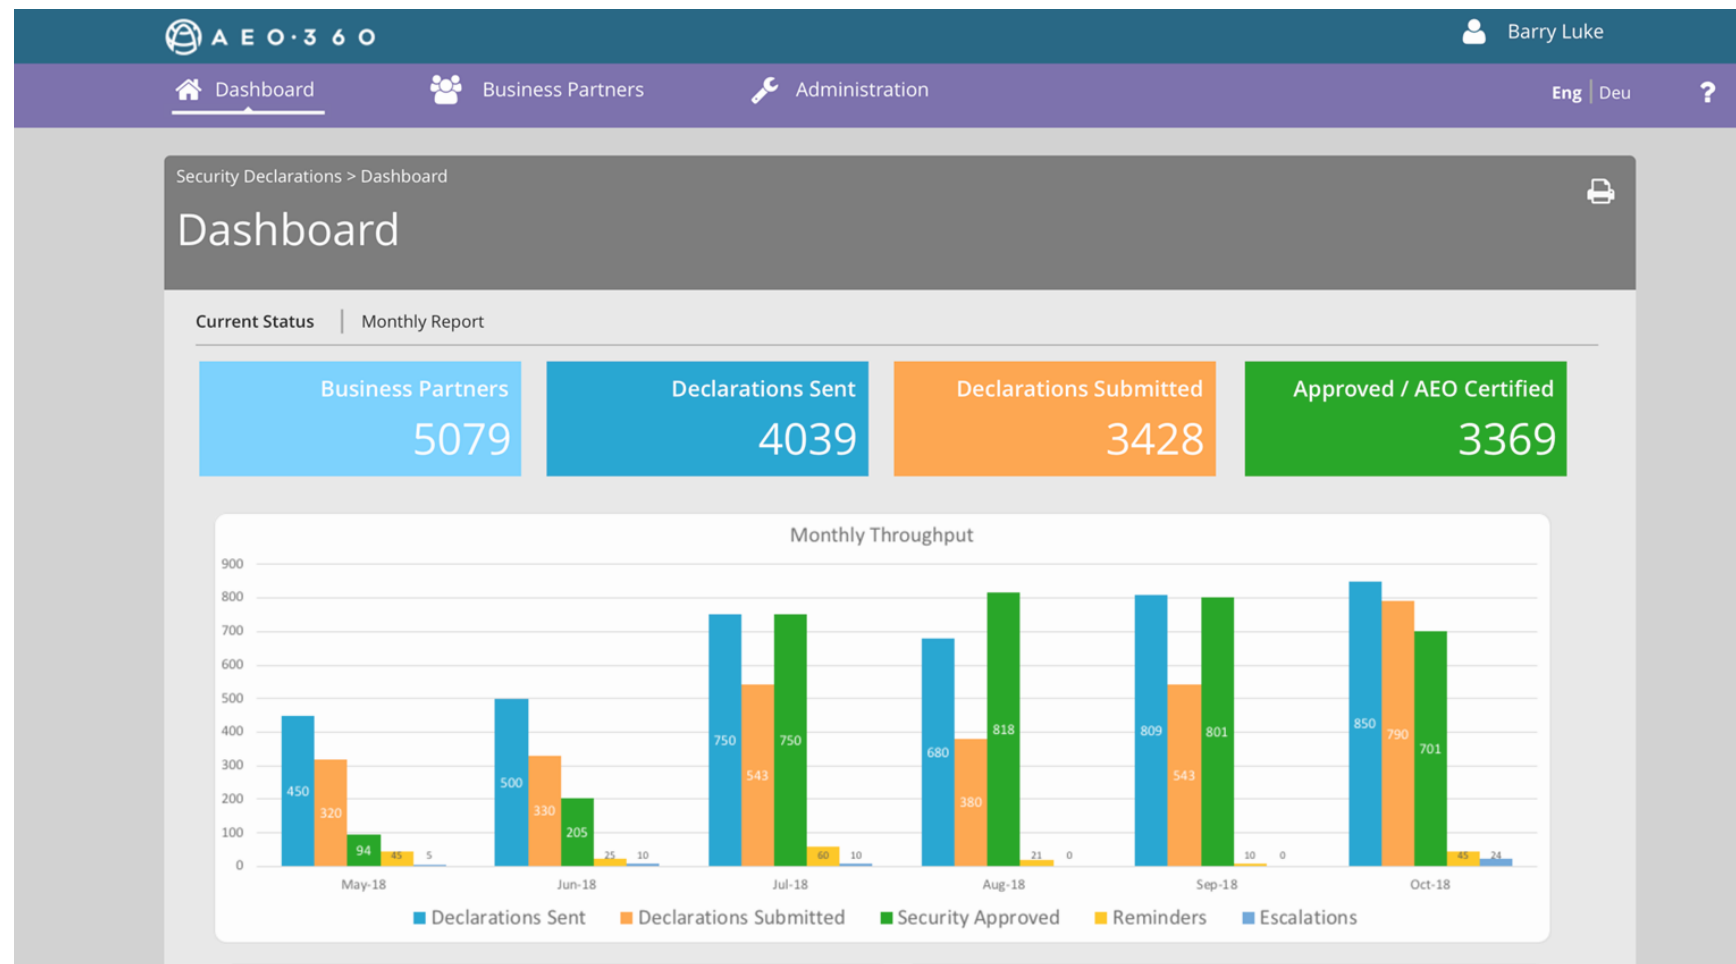 AEO·360
Barry Luke
Dashboard
Business Partners
Administration
Eng | Deu
?
Security Declarations > Dashboard
Dashboard
Current Status | Monthly Report
Business Partners
5079
Declarations Sent
4039
Declarations Submitted
3428
Approved / AEO Certified
3369
Monthly Throughput
900
800
700
600
500
400
300
200
100
0
450
320
94
45
5
500
330
205
25
10
750
543
750
60
10
680
380
818
21
0
809
543
801
10
0
850
790
701
45
24
May-18
Jun-18
Jul-18
Aug-18
Sep-18
Oct-18
Declarations Sent
Declarations Submitted
Security Approved
Reminders
Escalations